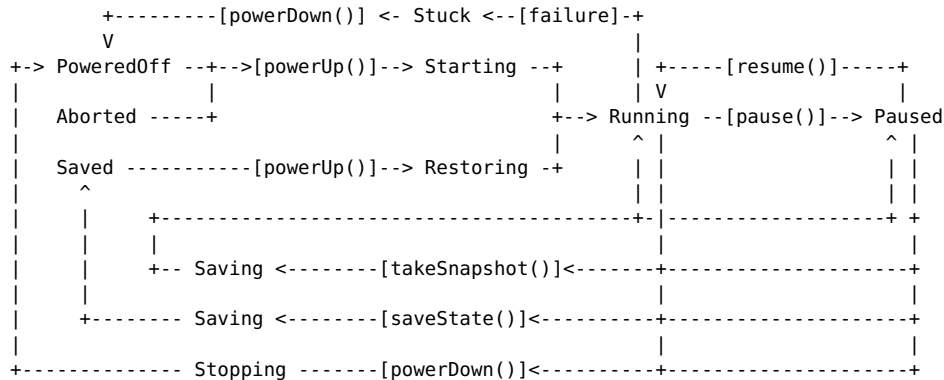 +---------[powerDown()] <- Stuck <--[failure]-+
V |
+-> PoweredOff --+-->[powerUp()]--> Starting --+ | +-----[resume()]-----+
| | | | V |
| Aborted -----+ +--> Running --[pause()]--> Paused
| | ^ | ^ |
| Saved -----------[powerUp()]--> Restoring -+ | | | |
| ^ | | | |
| | +-----------------------------------------+-|-------------------+ +
| | | | |
| | +-- Saving <--------[takeSnapshot()]<-------+---------------------+
| | | |
| +-------- Saving <--------[saveState()]<----------+---------------------+
| | |
+-------------- Stopping -------[powerDown()]<----------+---------------------+